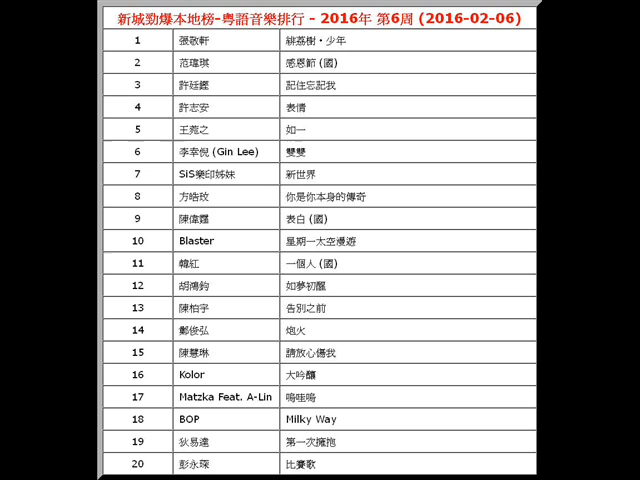 新城勁爆本地榜-粵語音樂排行 - 2016年 第6周 (2016-02-06)
1 張敬軒 緋荔樹·少年
2 范瑋琪 感恩節 (國)
3 許廷鏗 記住忘記我
4 許志安 表情
5 王菀之 如一
6 李幸倪 (Gin Lee) 雙雙
7 SiS樂印姊妹 新世界
8 方皓玟 你是你本身的傳奇
9 陳偉霆 表白 (國)
10 Blaster 星期一太空漫遊
11 韓紅 一個人 (國)
12 胡鴻鈞 如夢初醒
13 陳柏宇 告別之前
14 鄭俊弘 炮火
15 陳慧琳 請放心傷我
16 Kolor 大吟釀
17 Matzka Feat. A-Lin 嗚哇嗚
18 BOP Milky Way
19 狄易達 第一次擁抱
20 彭永琛 比賽歌